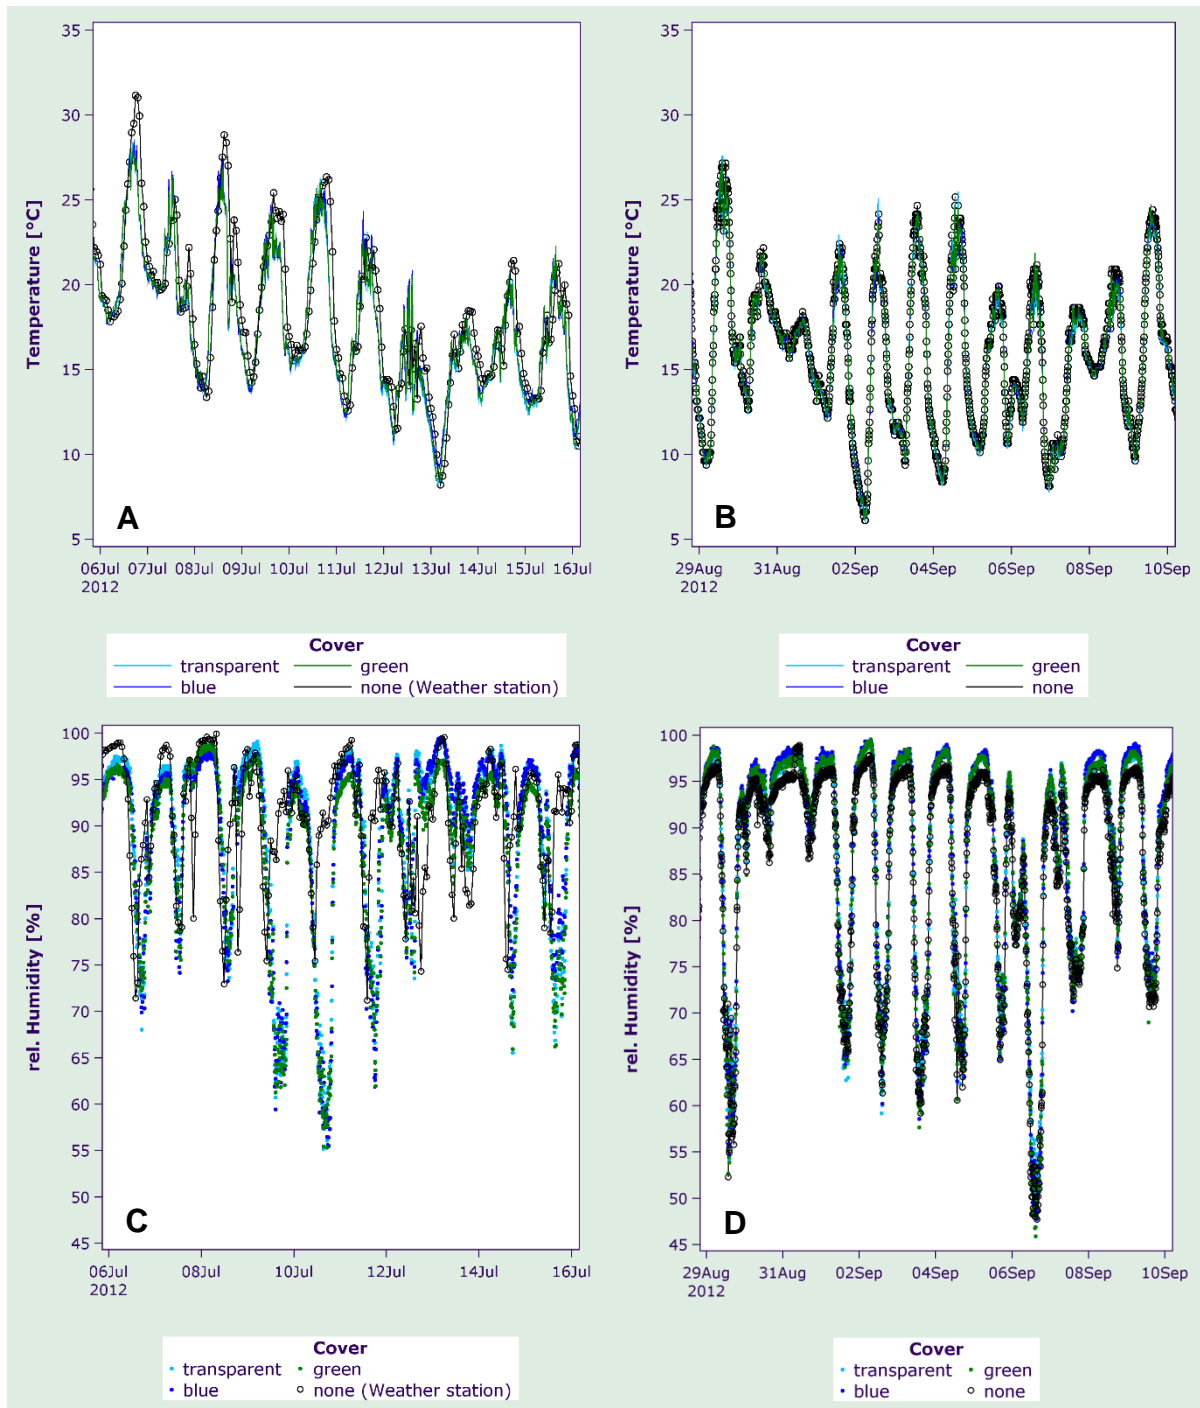 35
30
25
20
15
10
5
Temperature [°C]
A
06Jul 07Jul 08Jul 09Jul 10Jul 11Jul 12Jul 13Jul 14Jul 15Jul 16Jul
2012
Cover
transparent green
blue none (Weather station)
35
30
25
20
15
10
5
Temperature [°C]
B
29Aug 31Aug 02Sep 04Sep 06Sep 08Sep 10Sep
2012
Cover
transparent green
blue none
100
95
90
85
80
75
70
65
60
55
50
45
rel. Humidity [%]
C
06Jul 08Jul 10Jul 12Jul 14Jul 16Jul
2012
Cover
transparent green
blue none (Weather station)
100
95
90
85
80
75
70
65
60
55
50
45
rel. Humidity [%]
D
29Aug 31Aug 02Sep 04Sep 06Sep 08Sep 10Sep
2012
Cover
transparent green
blue none